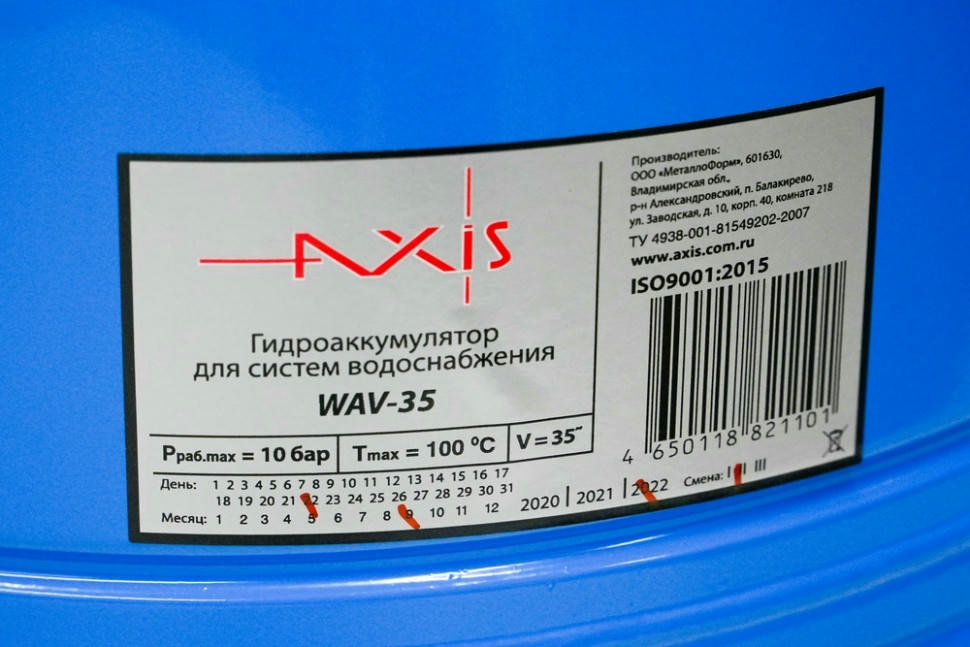 AXIS
Гидроаккумулятор
для систем водоснабжения
WAV-35
Pраб.max = 10 бар
Tmax = 100 ºC
V = 35˝
День: 1 2 3 4 5 6 7 8 9 10 11 12 13 14 15 16 17
18 19 20 21 22 23 24 25 26 27 28 29 30 31
Месяц: 1 2 3 4 5 6 7 8 9 10 11 12
2020 | 2021 | 2022
Смена: I II III
Производитель:
ООО «МеталлоФорм», 601630,
Владимирская обл.,
р-н Александровский, п. Балакирево,
ул. Заводская, д. 10, корп. 40, комната 218
ТУ 4938-001-81549202-2007
www.axis.com.ru
ISO9001:2015
4 650118 821101